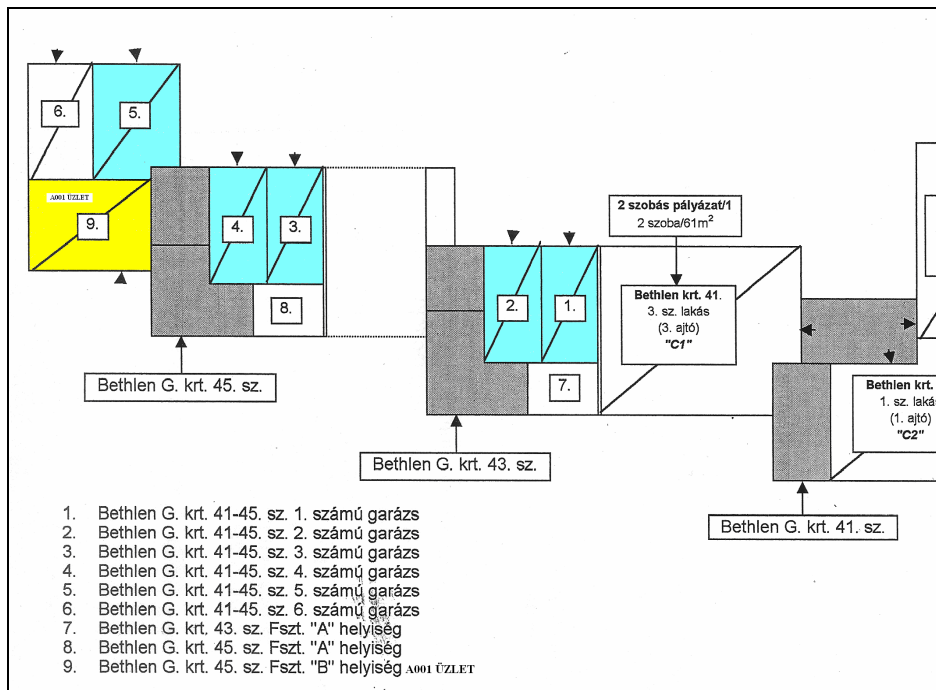 6.
5.
A001 ÜZLET
9.
4.
3.
8.
Bethlen G. krt. 45. sz.
2 szobás pályázat/1
2 szoba/61m²
2.
1.
7.
Bethlen krt. 41.
3. sz. lakás
(3. ajtó)
"C1"
Bethlen G. krt. 43. sz.
Bethlen krt.
1. sz. laká
(1. ajtó)
"C2"
Bethlen G. krt. 41. sz.
1. Bethlen G. krt. 41-45. sz. 1. számú garázs
2. Bethlen G. krt. 41-45. sz. 2. számú garázs
3. Bethlen G. krt. 41-45. sz. 3. számú garázs
4. Bethlen G. krt. 41-45. sz. 4. számú garázs
5. Bethlen G. krt. 41-45. sz. 5. számú garázs
6. Bethlen G. krt. 41-45. sz. 6. számú garázs
7. Bethlen G. krt. 43. sz. Fszt. "A" helyiség
8. Bethlen G. krt. 45. sz. Fszt. "A" helyiség
9. Bethlen G. krt. 45. sz. Fszt. "B" helyiség A001 ÜZLET